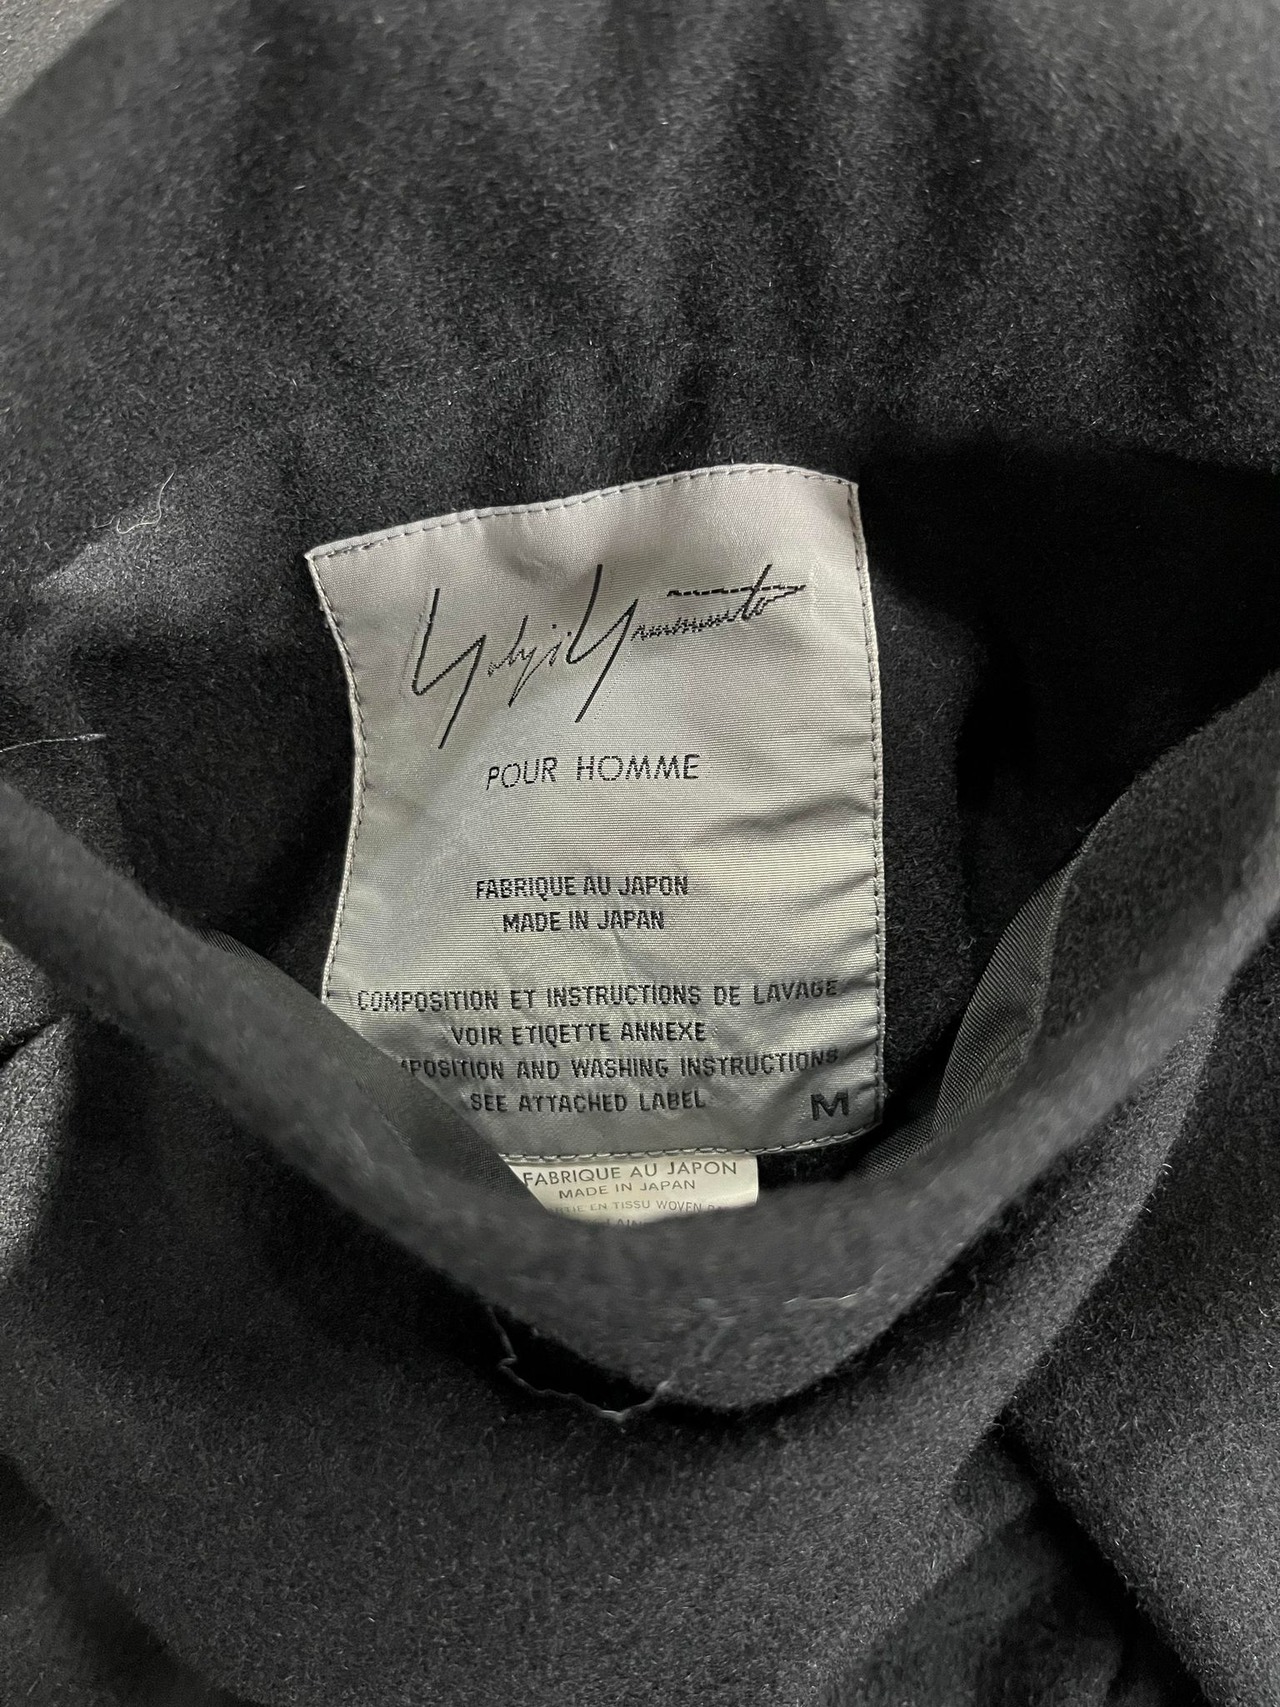 Yohji Yamamoto
POUR HOMME
FABRIQUE AU JAPON
MADE IN JAPAN
COMPOSITION ET INSTRUCTIONS DE LAVAGE
VOIR ETIQETTE ANNEXE
AND WASHING INSTRUCTIONS
SEE ATTACHED LABEL M
FABRIQUE AU JAPON
MADE IN JAPAN
EN TISSU WOVEN